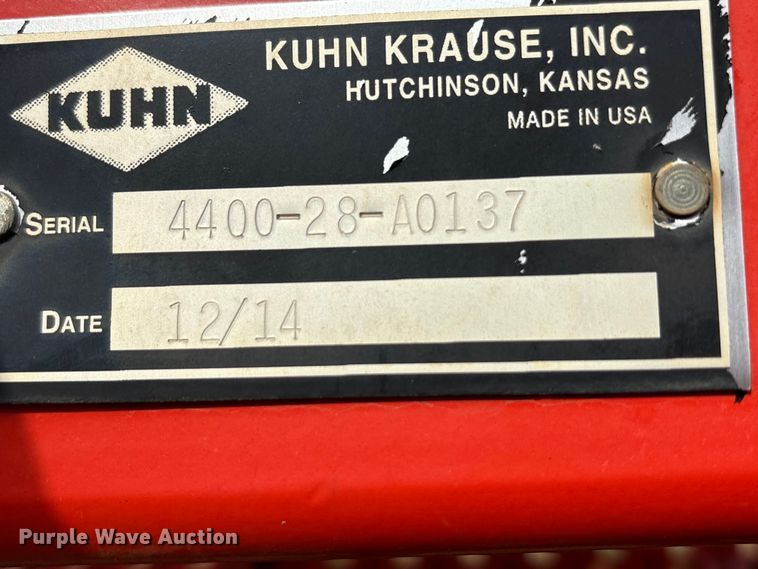 KUHN
KUHN KRAUSE, INC.
HUTCHINSON, KANSAS
MADE IN USA
SERIAL 4400-28-A0137
DATE 12/14
Purple Wave Auction